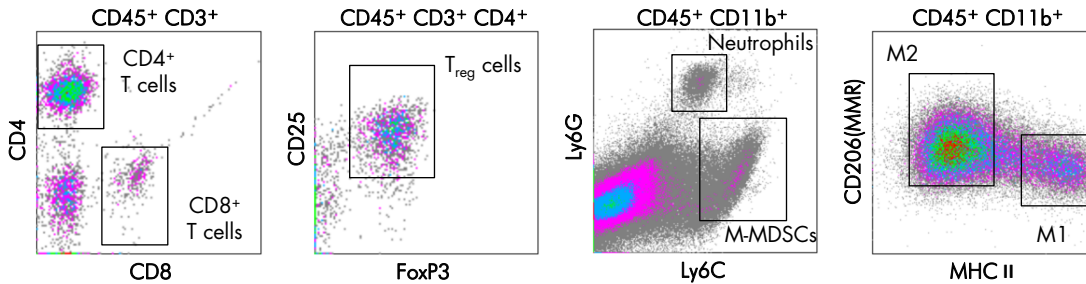 CD45⁺ CD3⁺
CD4⁺
T cells
CD8⁺
T cells
CD4
CD8
CD45⁺ CD3⁺ CD4⁺
T_reg cells
CD25
FoxP3
CD45⁺ CD11b⁺
Neutrophils
M-MDSCs
Ly6G
Ly6C
CD45⁺ CD11b⁺
M2
M1
CD206(MMR)
MHC II